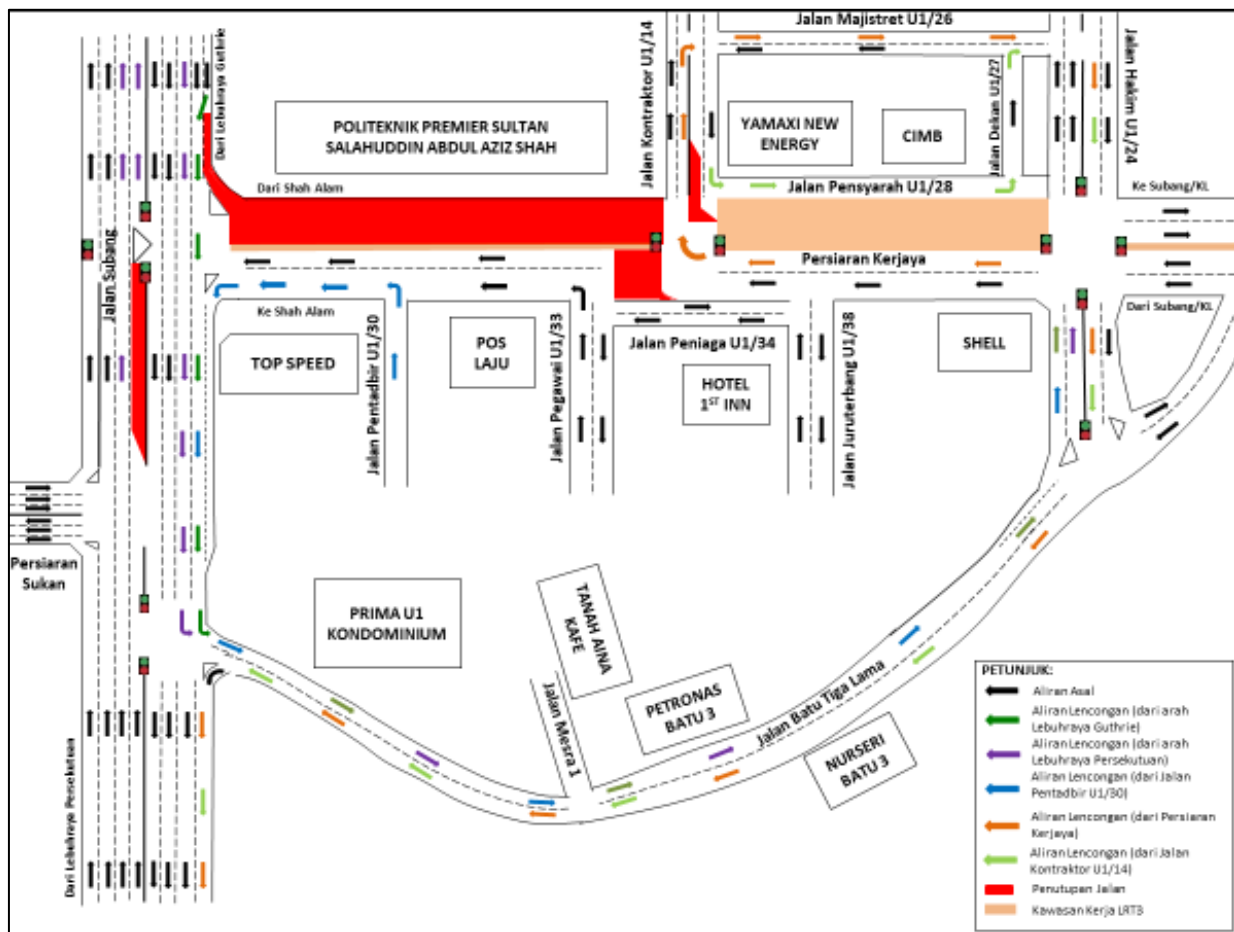 Jalan Majistret U1/26
Jalan Kontraktor U1/14
Jalan Dekan U1/27
Jalan Hakim U1/24
Dari Lebuhraya Guthrie
POLITEKNIK PREMIER SULTAN
SALAHUDDIN ABDUL AZIZ SHAH
YAMAXI NEW
ENERGY
CIMB
Dari Shah Alam
Jalan Pensyarah U1/28
Ke Subang/KL
Jalan Subang
Persiaran Kerjaya
Ke Shah Alam
Dari Subang/KL
TOP SPEED
Jalan Pentadbir U1/30
POS
LAJU
Jalan Pegawai U1/33
Jalan Peniaga U1/34
HOTEL
1ST INN
Jalan Juruterbang U1/38
SHELL
Persiaran
Sukan
PRIMA U1
KONDOMINIUM
TANAH AINA
KAFE
Jalan Mesra 1
PETRONAS
BATU 3
Jalan Batu Tiga Lama
NURSERI
BATU 3
Dari Lebuhraya Persekutuan
PETUNJUK:
Aliran Asal
Aliran Lencongan (dari arah
Lebuhraya Guthrie)
Aliran Lencongan (dari arah
Lebuhraya Persekutuan)
Aliran Lencongan (dari Jalan
Pentadbir U1/30)
Aliran Lencongan (dari Persiaran
Kerjaya)
Aliran Lencongan (dari Jalan
Kontraktor U1/14)
Penutupan Jalan
Kawasan Kerja LRT3